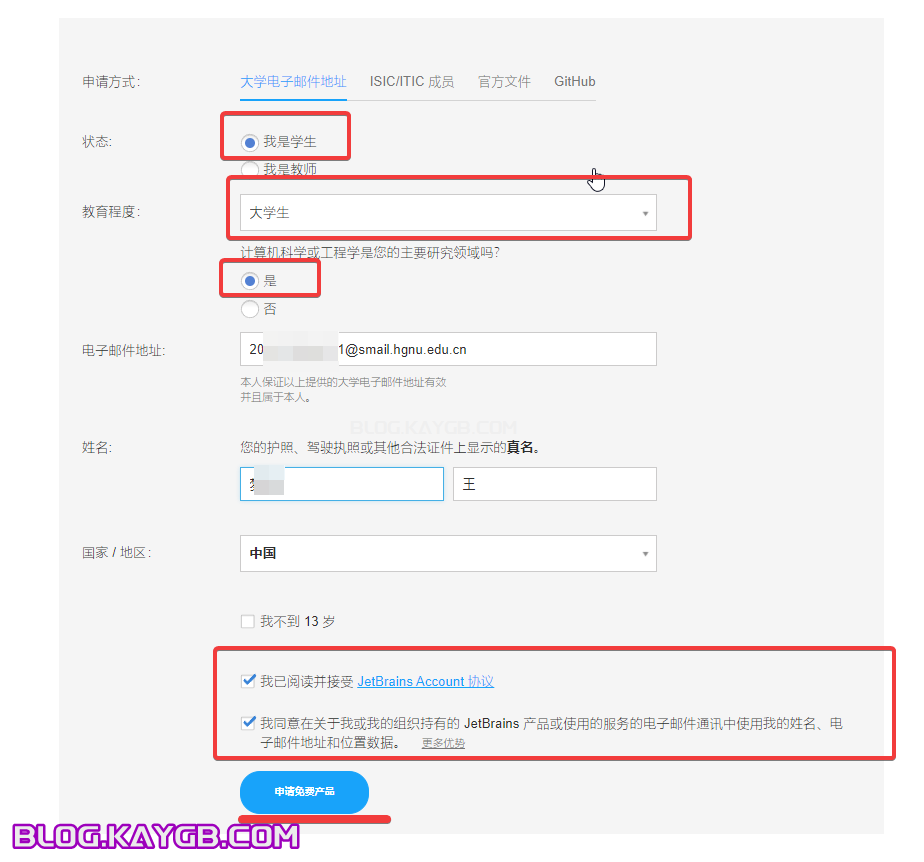 申请方式: 大学电子邮件地址 ISIC/ITIC 成员 官方文件 GitHub
状态: 我是学生
我是教师
教育程度: 大学生
计算机科学或工程学是您的主要研究领域吗?
是
否
电子邮件地址: 20 1@smail.hgnu.edu.cn
本人保证以上提供的大学电子邮件地址有效
并且属于本人。
BLOG.KAYGB.COM
姓名: 您的护照、驾驶执照或其他合法证件上显示的真名。
王
国家 / 地区: 中国
我不到 13 岁
我已阅读并接受 JetBrains Account 协议
我同意在关于我或我的组织持有的 JetBrains 产品或使用的服务的电子邮件通讯中使用我的姓名、电
子邮件地址和位置数据。 更多优势
申请免费产品
BLOG.KAYGB.COM